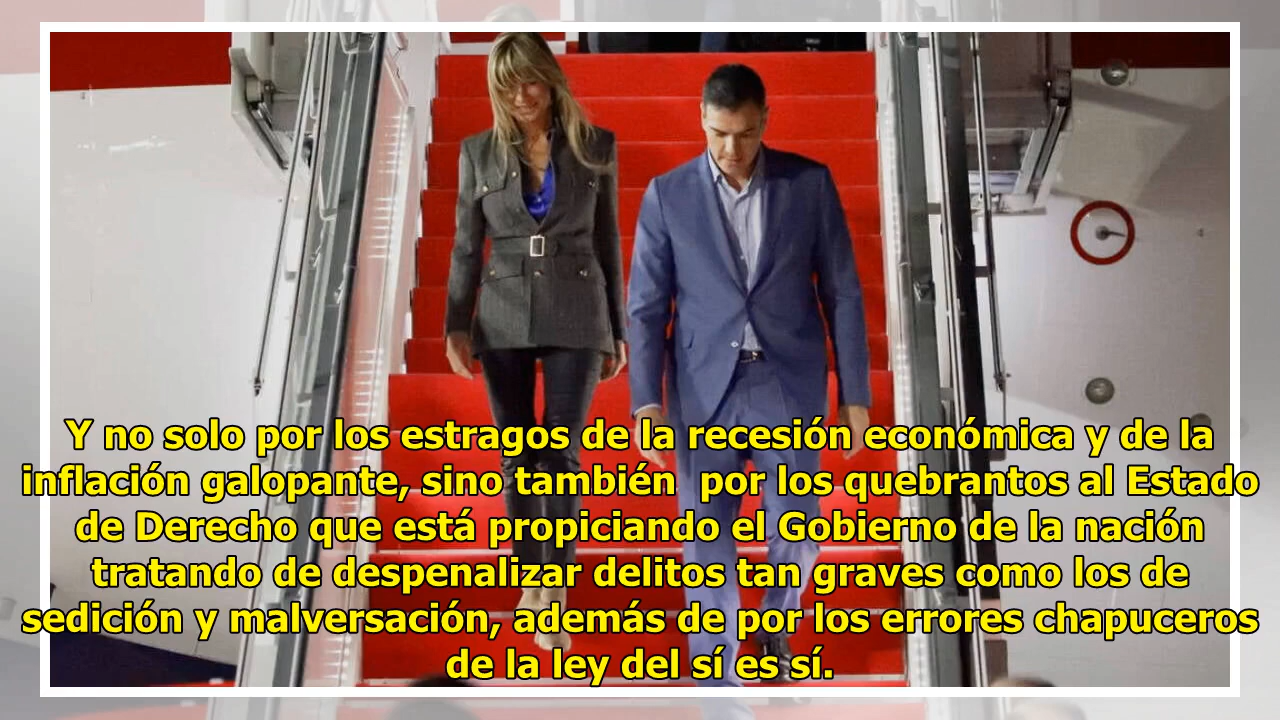 Y no solo por los estragos de la recesión económica y de la
inflación galopante, sino también  por los quebrantos al Estado
de Derecho que está propiciando el Gobierno de la nación
tratando de despenalizar delitos tan graves como los de
sedición y malversación, además de por los errores chapuceros
de la ley del sí es sí.